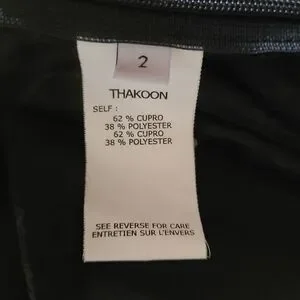 2
THAKOON
SELF :
62 % CUPRO
38 % POLYESTER
62 % CUPRO
38 % POLYESTER
SEE REVERSE FOR CARE
ENTRETIEN SUR L'ENVERS